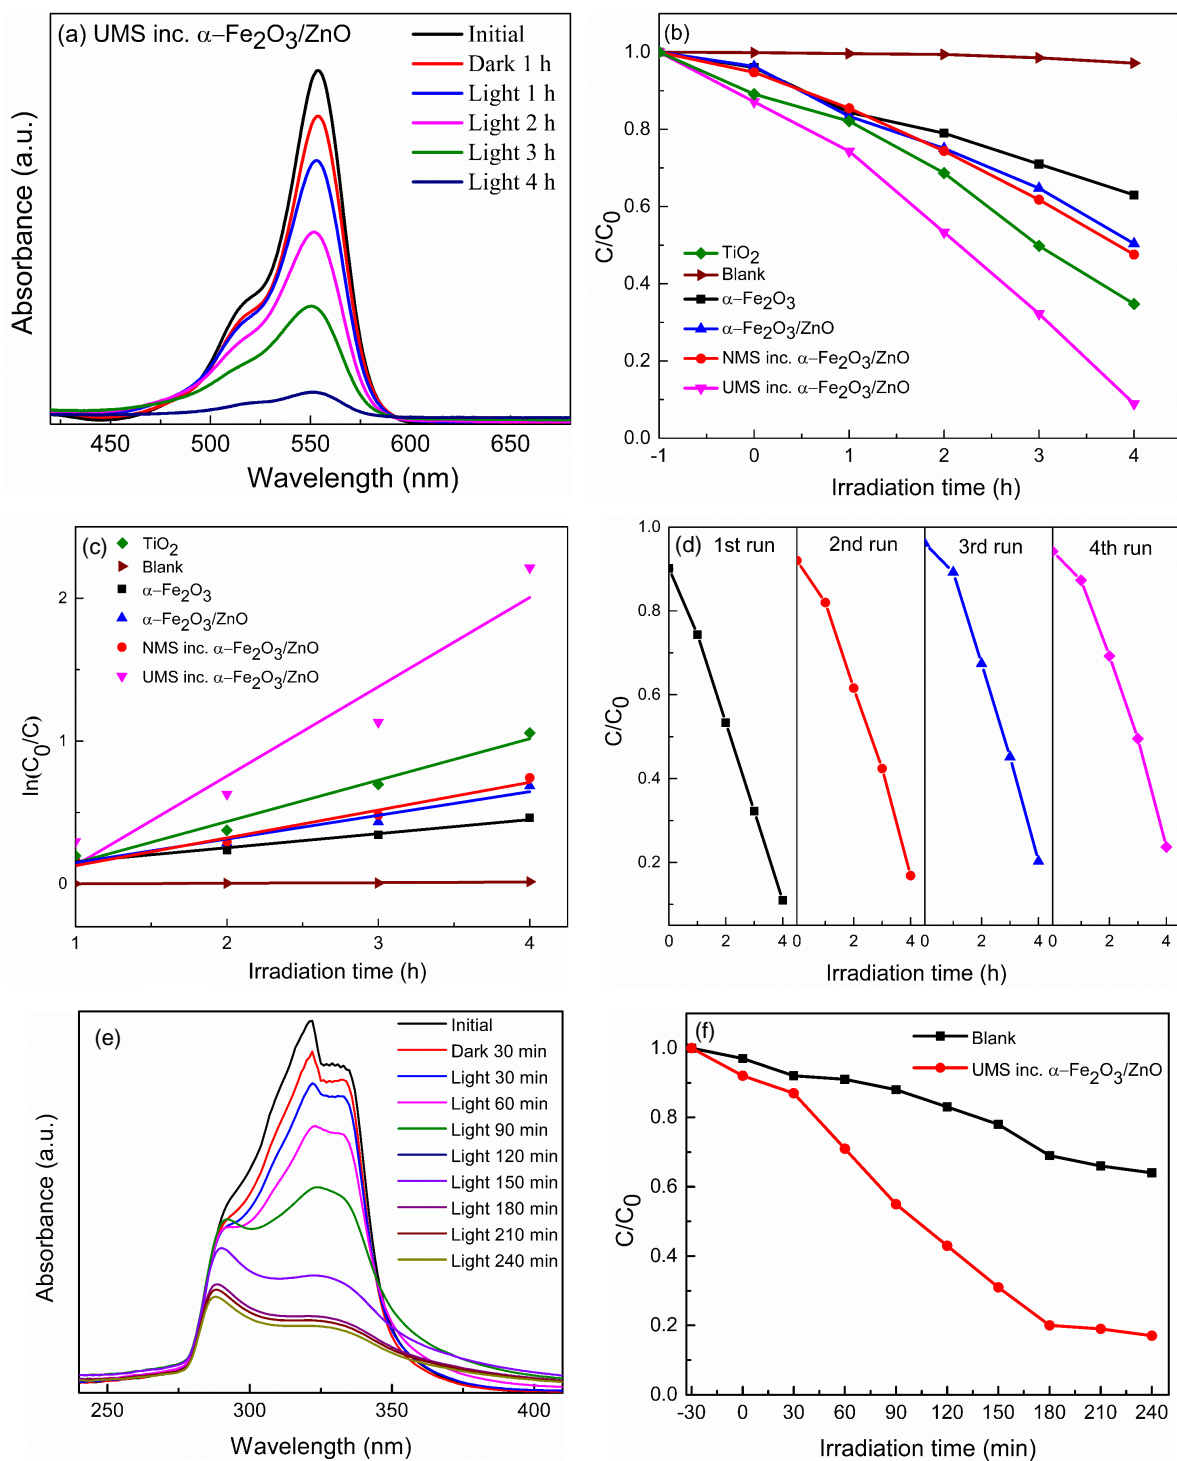 (a) UMS inc. α−Fe2O3/ZnO
Initial
Dark 1 h
Light 1 h
Light 2 h
Light 3 h
Light 4 h
Absorbance (a.u.)
450 500 550 600 650
Wavelength (nm)
(b)
1.0
0.8
0.6
0.4
0.2
0.0
C/C0
TiO2
Blank
α−Fe2O3
α−Fe2O3/ZnO
NMS inc. α−Fe2O3/ZnO
UMS inc. α−Fe2O3/ZnO
-1 0 1 2 3 4
Irradiation time (h)
(c)
TiO2
Blank
α−Fe2O3
α−Fe2O3/ZnO
NMS inc. α−Fe2O3/ZnO
UMS inc. α−Fe2O3/ZnO
2
1
0
ln(C0/C)
1 2 3 4
Irradiation time (h)
(d) 1st run 2nd run 3rd run 4th run
1.0
0.8
0.6
0.4
0.2
C/C0
0 2 4 0 2 4 0 2 4 0 2 4
Irradiation time (h)
(e)
Initial
Dark 30 min
Light 30 min
Light 60 min
Light 90 min
Light 120 min
Light 150 min
Light 180 min
Light 210 min
Light 240 min
Absorbance (a.u.)
250 300 350 400
Wavelength (nm)
(f)
Blank
UMS inc. α−Fe2O3/ZnO
1.0
0.8
0.6
0.4
0.2
0.0
C/C0
-30 0 30 60 90 120 150 180 210 240
Irradiation time (min)